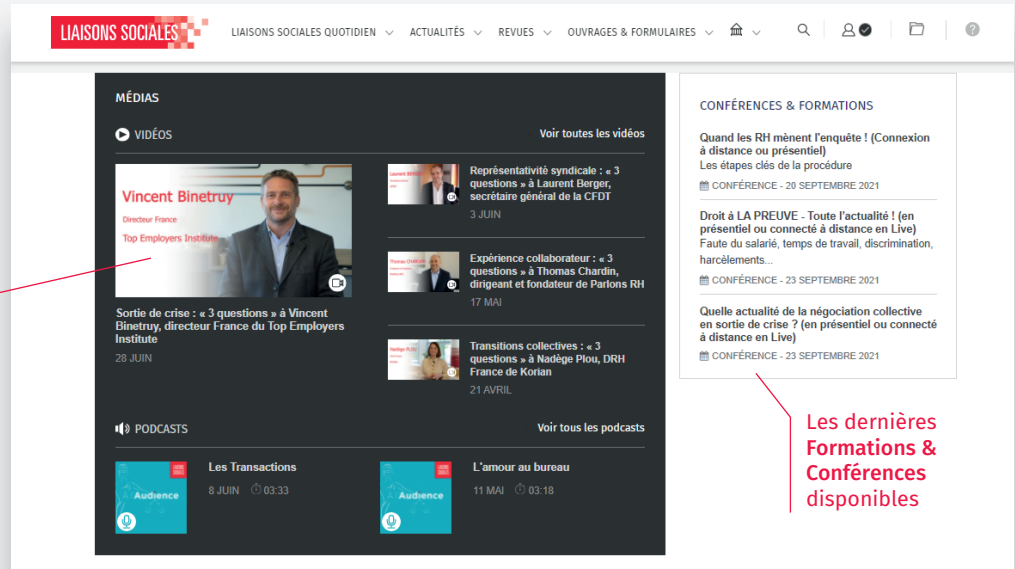 LIAISONS SOCIALES
LIAISONS SOCIALES QUOTIDIEN
ACTUALITÉS
REVUES
OUVRAGES & FORMULAIRES
?
MÉDIAS
VIDÉOS
Voir toutes les vidéos
Vincent Binetruy
Directeur France
Top Employers Institute
Sortie de crise : « 3 questions » à Vincent
Binetruy, directeur France du Top Employers
Institute
28 JUIN
Représentativité syndicale : « 3
questions » à Laurent Berger,
secrétaire général de la CFDT
3 JUIN
Expérience collaborateur : « 3
questions » à Thomas Chardin,
dirigeant et fondateur de Parlons RH
17 MAI
Transitions collectives : « 3
questions » à Nadège Plou, DRH
France de Korian
21 AVRIL
PODCASTS
Voir tous les podcasts
Audience
Les Transactions
8 JUIN 03:33
Audience
L'amour au bureau
11 MAI 03:18
CONFÉRENCES & FORMATIONS
Quand les RH mènent l'enquête ! (Connexion
à distance ou présentiel)
Les étapes clés de la procédure
CONFÉRENCE - 20 SEPTEMBRE 2021
Droit à LA PREUVE - Toute l'actualité ! (en
présentiel ou connecté à distance en Live)
Faute du salarié, temps de travail, discrimination,
harcèlements...
CONFÉRENCE - 23 SEPTEMBRE 2021
Quelle actualité de la négociation collective
en sortie de crise ? (en présentiel ou connecté
à distance en Live)
CONFÉRENCE - 23 SEPTEMBRE 2021
Les dernières
Formations &
Conférences
disponibles